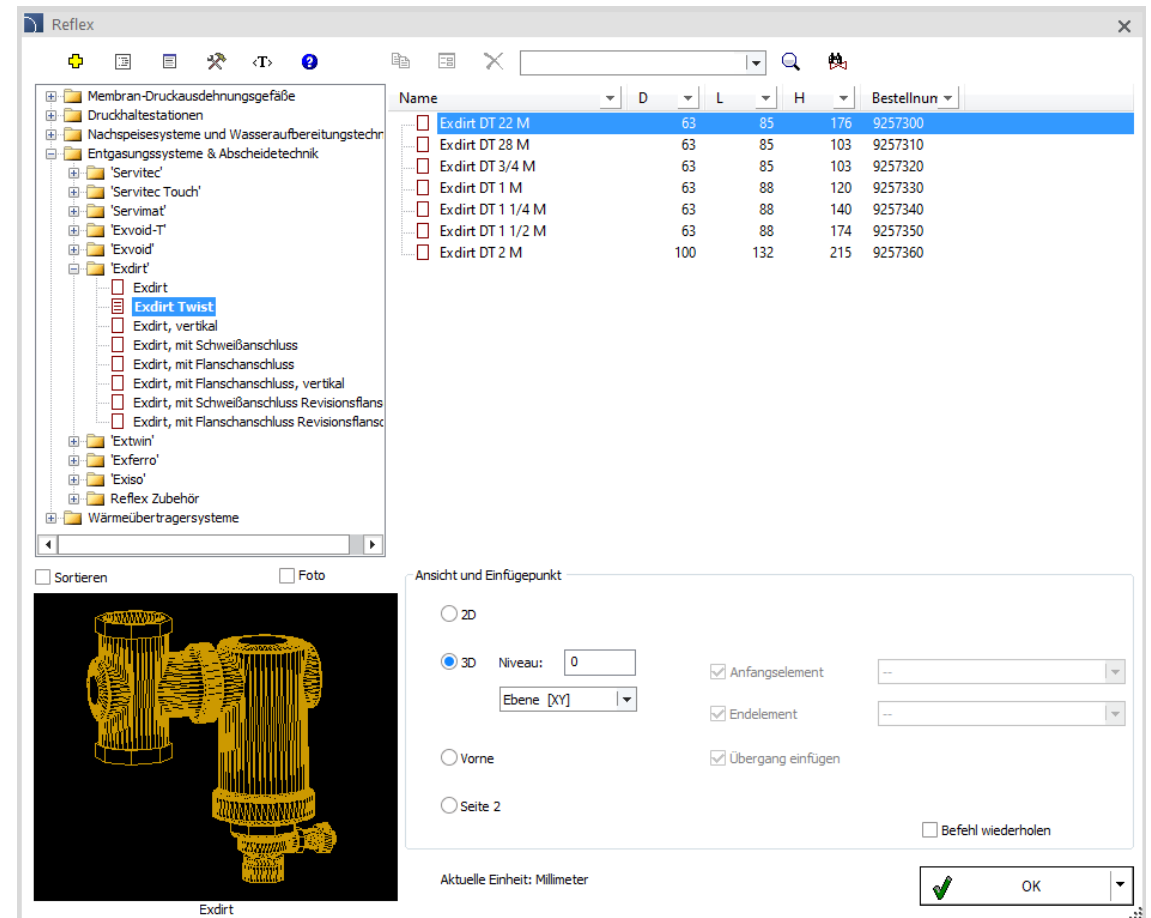 Reflex
‹T›
Membran-Druckausdehnungsgefäße
Druckhaltestationen
Nachspeisesysteme und Wasseraufbereitungstechr
Entgasungssysteme & Abscheidetechnik
'Servitec'
'Servitec Touch'
'Servimat'
'Exvoid-T'
'Exvoid'
'Exdirt'
Exdirt
Exdirt Twist
Exdirt, vertikal
Exdirt, mit Schweißanschluss
Exdirt, mit Flanschanschluss
Exdirt, mit Flanschanschluss, vertikal
Exdirt, mit Schweißanschluss Revisionsflans
Exdirt, mit Flanschanschluss Revisionsflansc
'Extwin'
'Exferro'
'Exiso'
Reflex Zubehör
Wärmeübertragersysteme
Name D L H Bestellnun
Exdirt DT 22 M 63 85 176 9257300
Exdirt DT 28 M 63 85 103 9257310
Exdirt DT 3/4 M 63 85 103 9257320
Exdirt DT 1 M 63 88 120 9257330
Exdirt DT 1 1/4 M 63 88 140 9257340
Exdirt DT 1 1/2 M 63 88 174 9257350
Exdirt DT 2 M 100 132 215 9257360
Sortieren Foto
Exdirt
Ansicht und Einfügepunkt
2D
3D Niveau: 0
Ebene [XY]
Vorne
Seite 2
Anfangselement --
Endelement --
Übergang einfügen
Befehl wiederholen
Aktuelle Einheit: Millimeter
OK